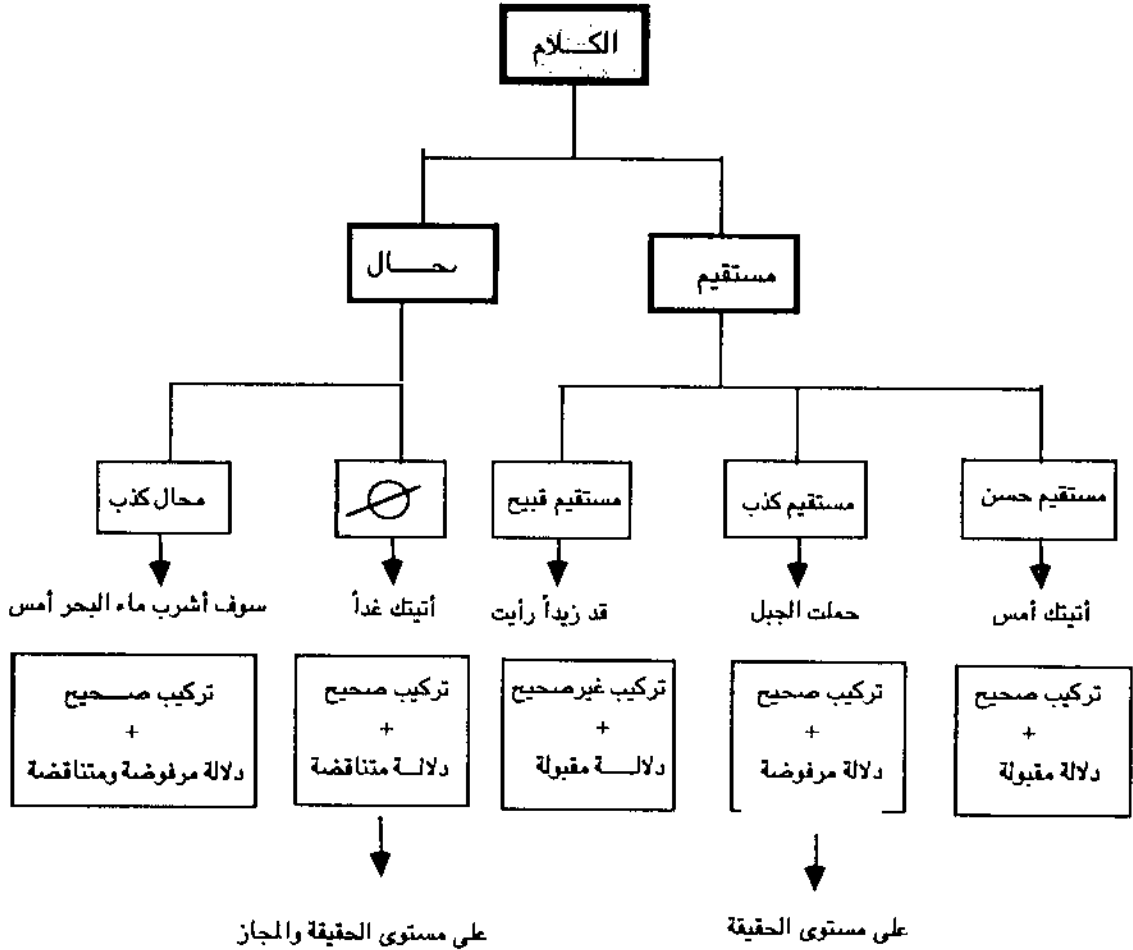 الكلام
مستقيم
محال
مستقيم حسن
مستقيم كذب
مستقيم قبيح
محال كذب
أتيتك أمس
حملت الجبل
قد زيداً رأيت
أتيتك غداً
سوف أشرب ماء البحر أمس
تركيب صحيح
+
دلالة مقبولة
تركيب صحيح
+
دلالة مرفوضة
تركيب غير صحيح
+
دلالة مقبولة
تركيب صحيح
+
دلالة متناقضة
تركيب صحيح
+
دلالة مرفوضة ومتناقضة
على مستوى الحقيقة
على مستوى الحقيقة والمجاز